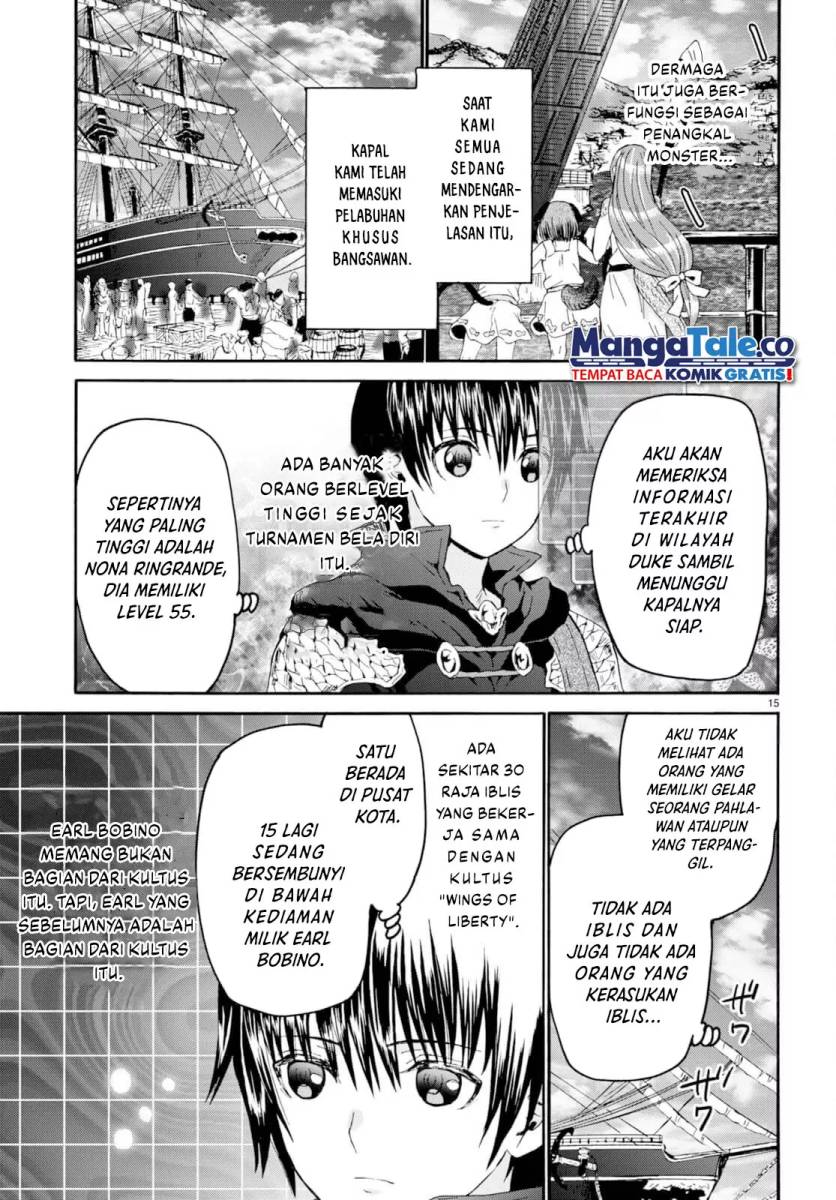 DERMAGA
ITU JUGA BER-
FUNGSI SEBAGAI
PENANGKAL
MONSTER...
SAAT
KAMI
SEMUA
SEDANG
MENDENGAR-
KAN PENJE-
LASAN ITU,
KAPAL
KAMI TELAH
MEMASUKI
PELABUHAN
KHUSUS
BANGSAWAN.
MangaTale.co
TEMPAT BACA KOMIK GRATIS!
AKU AKAN
MEMERIKSA
INFORMASI
TERAKHIR
DI WILAYAH
DUKE SAMBIL
MENUNGGU
KAPALNYA
SIAP.
ADA BANYAK
ORANG BERLEVEL
TINGGI SEJAK
TURNAMEN BELA DIRI
ITU.
SEPERTINYA
YANG PALING
TINGGI ADALAH
NONA RINGRANDE,
DIA MEMILIKI
LEVEL 55.
15
AKU TIDAK
MELIHAT ADA
ORANG YANG
MEMILIKI GELAR
SEORANG PAHLA-
WAN ATAUPUN
YANG TERPANG-
GIL.
TIDAK ADA
IBLIS DAN
JUGA TIDAK ADA
ORANG YANG
KERASUKAN
IBLIS...
ギワ
ギワ
ADA
SEKITAR 30
RAJA IBLIS
YANG BEKER-
JA SAMA
DENGAN
KULTUS
"WINGS OF
LIBERTY".
SATU
BERADA
DI PUSAT
KOTA.
15 LAGI
SEDANG
BERSEMBUNYI
DI BAWAH
KEDIAMAN
MILIK EARL
BOBINO.
EARL BOBINO
MEMANG BUKAN
BAGIAN DARI KULTUS
ITU. TAPI, EARL YANG
SEBELUMNYA ADALAH
BAGIAN DARI KULTUS
ITU.